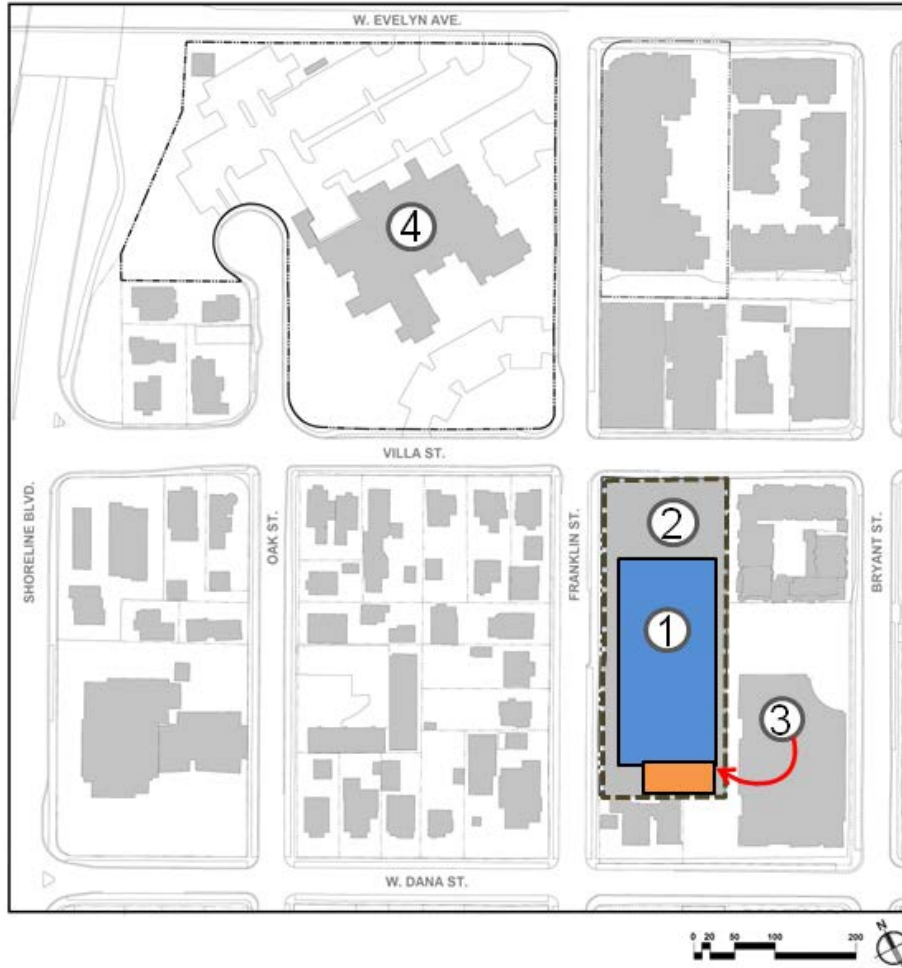 W. EVELYN AVE.
4
VILLA ST.
SHORELINE BLVD.
OAK ST.
FRANKLIN ST.
BRYANT ST.
2
1
3
W. DANA ST.
0 20 50 100 200
N